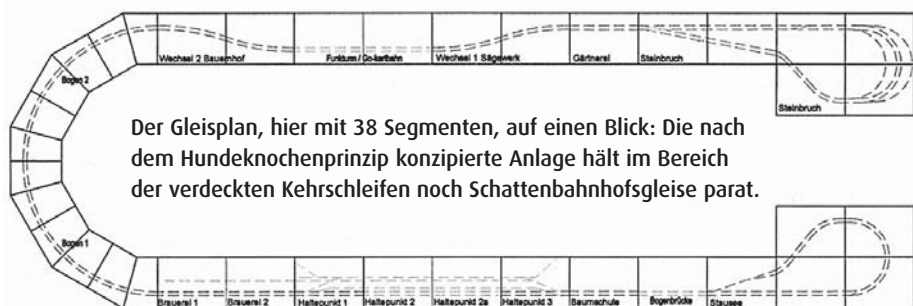 Wechsel 2 Bauernhof
Funkturm / Go-kartbahn
Wechsel 1 Sägewerk
Gärtnerei
Steinbruch
Bogen 2
Steinbruch
Der Gleisplan, hier mit 38 Segmenten, auf einen Blick: Die nach
dem Hundeknochenprinzip konzipierte Anlage hält im Bereich
der verdeckten Kehrschleifen noch Schattenbahnhofsgleise parat.
Bogen 1
Brauerei 1
Brauerei 2
Haltepunkt 1
Haltepunkt 2
Haltepunkt 2a
Haltepunkt 3
Baumschule
Bogenbrücke
Stausee